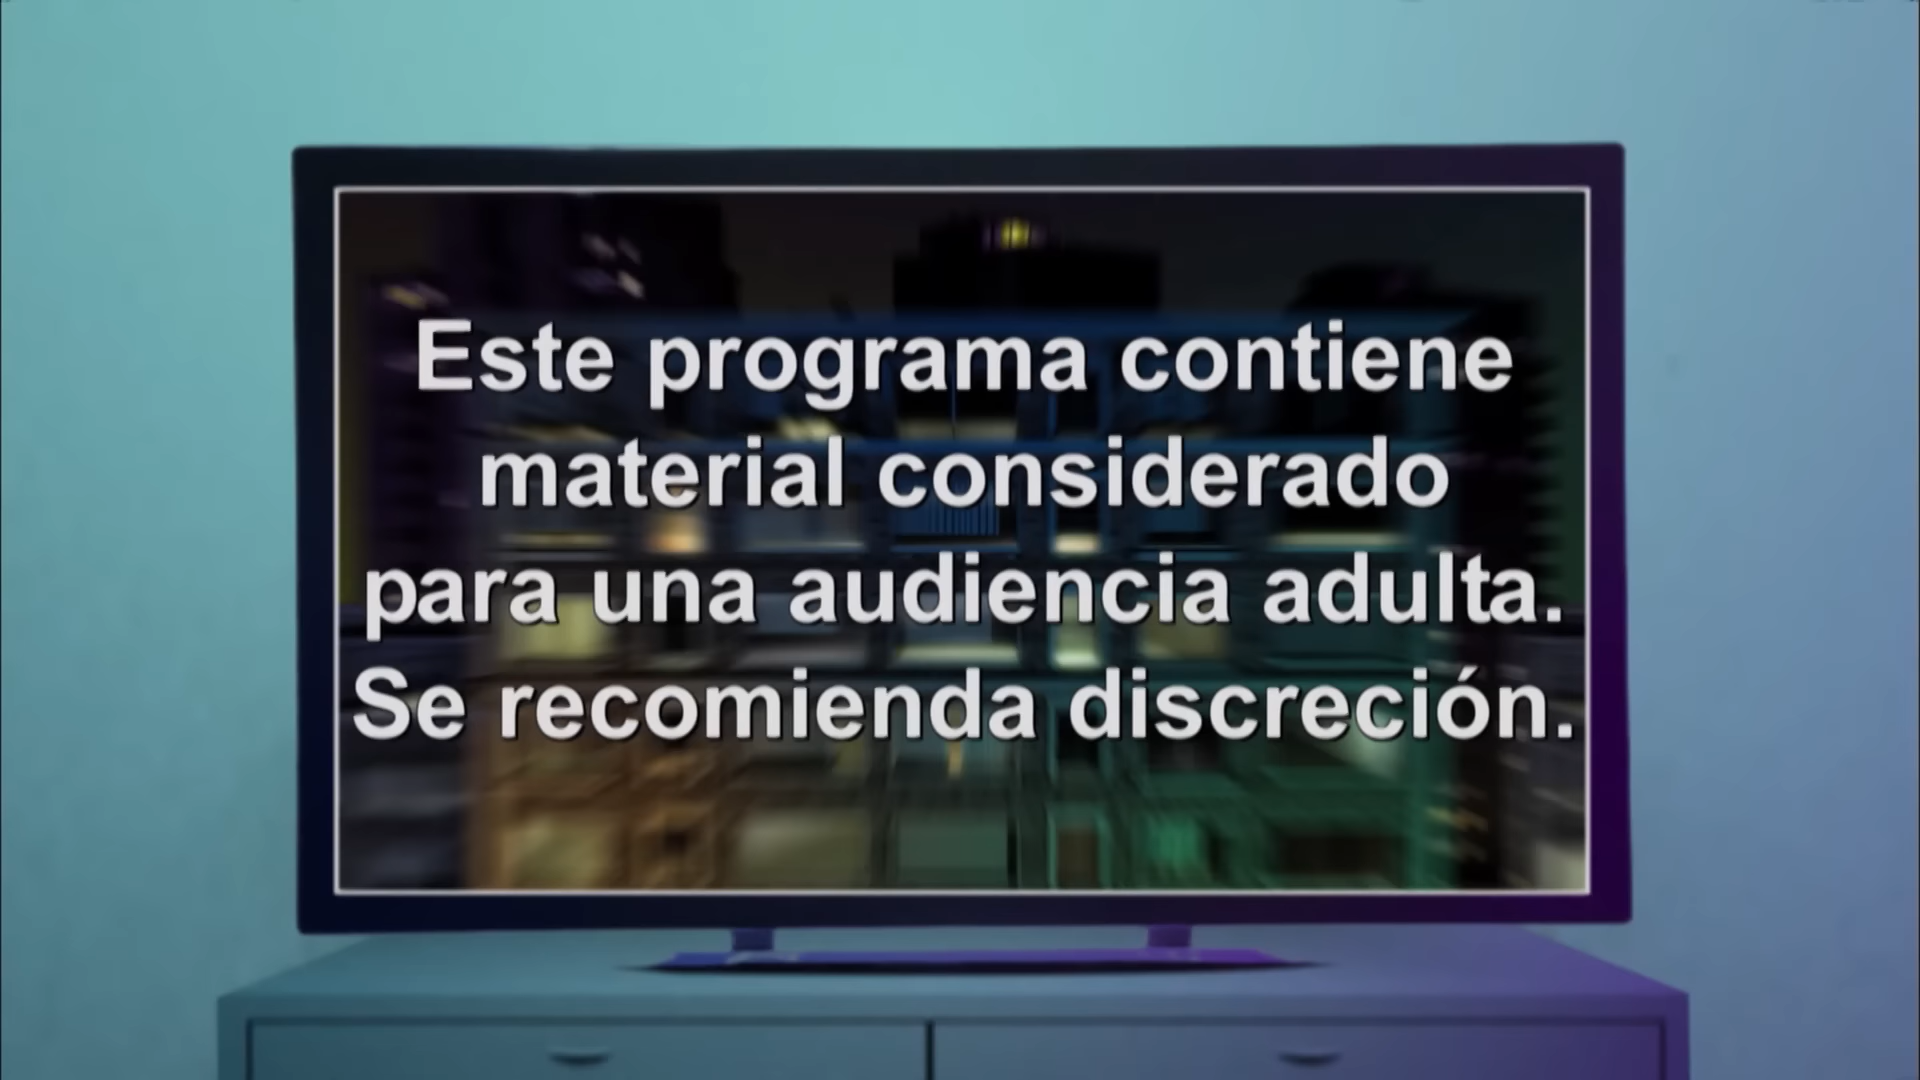 Este programa contiene
material considerado
para una audiencia adulta.
Se recomienda discreción.